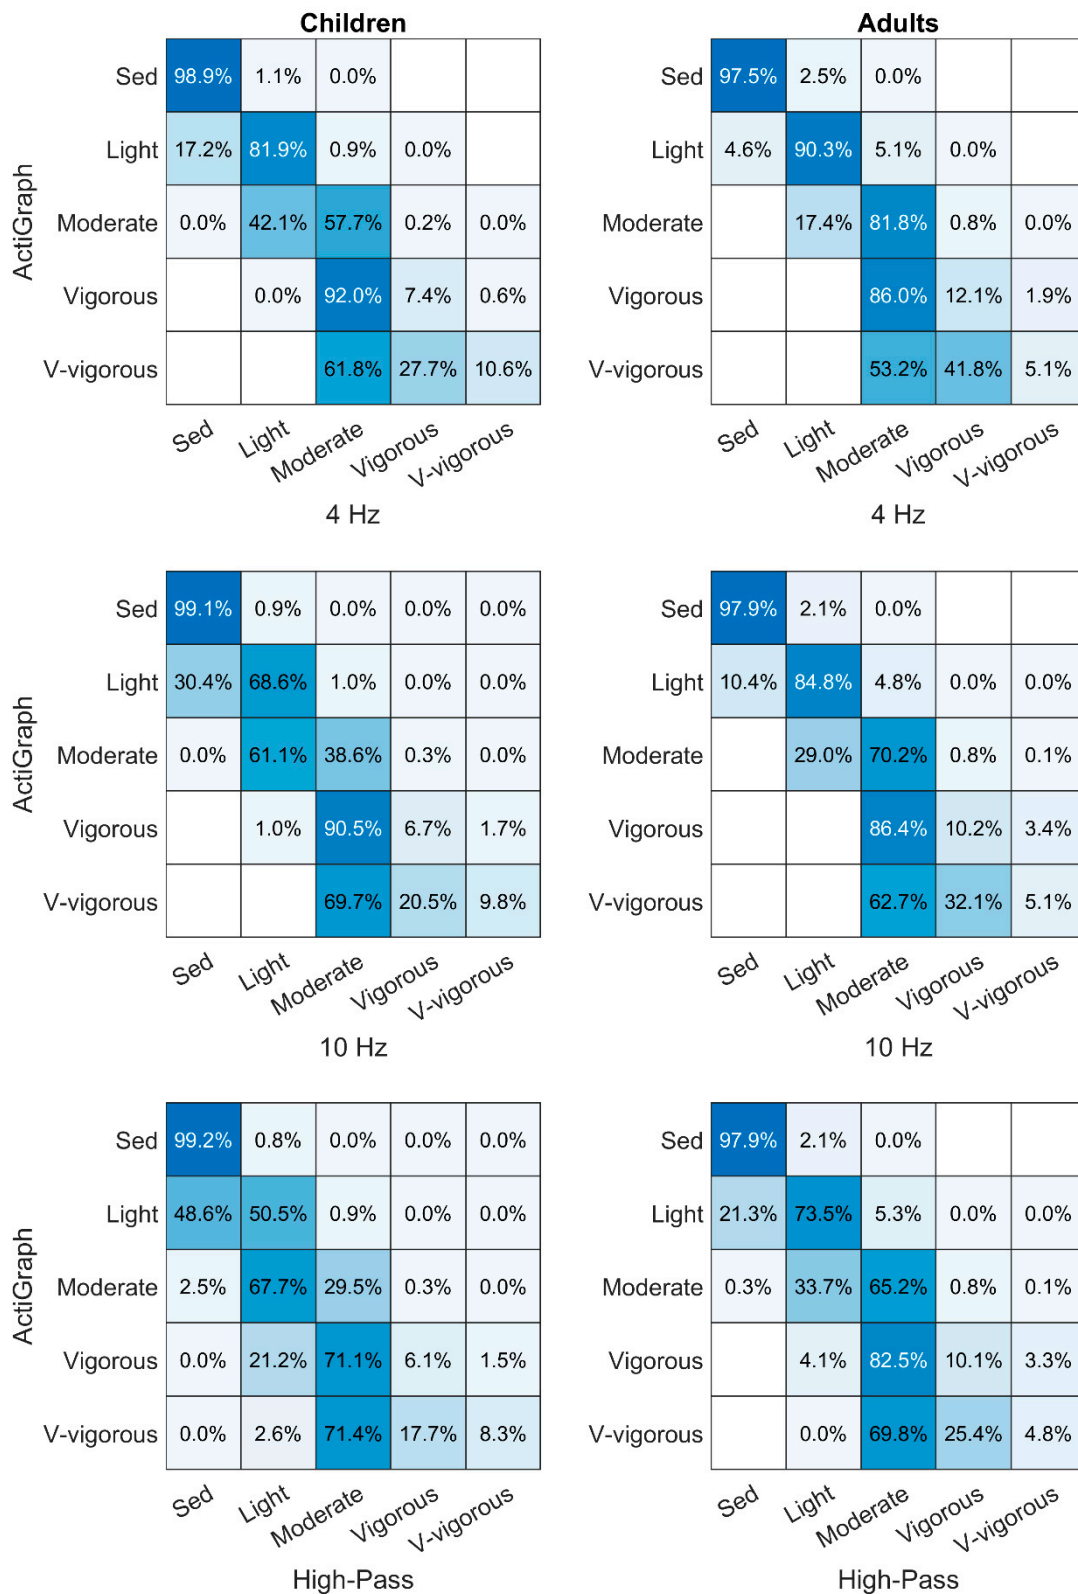 Children
Adults
ActiGraph
Sed 98.9% 1.1% 0.0%
Light 17.2% 81.9% 0.9% 0.0%
Moderate 0.0% 42.1% 57.7% 0.2% 0.0%
Vigorous 0.0% 92.0% 7.4% 0.6%
V-vigorous 61.8% 27.7% 10.6%
Sed Light Moderate Vigorous V-vigorous
4 Hz
Sed 97.5% 2.5% 0.0%
Light 4.6% 90.3% 5.1% 0.0%
Moderate 17.4% 81.8% 0.8% 0.0%
Vigorous 86.0% 12.1% 1.9%
V-vigorous 53.2% 41.8% 5.1%
Sed Light Moderate Vigorous V-vigorous
4 Hz
ActiGraph
Sed 99.1% 0.9% 0.0% 0.0% 0.0%
Light 30.4% 68.6% 1.0% 0.0% 0.0%
Moderate 0.0% 61.1% 38.6% 0.3% 0.0%
Vigorous 1.0% 90.5% 6.7% 1.7%
V-vigorous 69.7% 20.5% 9.8%
Sed Light Moderate Vigorous V-vigorous
10 Hz
Sed 97.9% 2.1% 0.0%
Light 10.4% 84.8% 4.8% 0.0% 0.0%
Moderate 29.0% 70.2% 0.8% 0.1%
Vigorous 86.4% 10.2% 3.4%
V-vigorous 62.7% 32.1% 5.1%
Sed Light Moderate Vigorous V-vigorous
10 Hz
ActiGraph
Sed 99.2% 0.8% 0.0% 0.0% 0.0%
Light 48.6% 50.5% 0.9% 0.0% 0.0%
Moderate 2.5% 67.7% 29.5% 0.3% 0.0%
Vigorous 0.0% 21.2% 71.1% 6.1% 1.5%
V-vigorous 0.0% 2.6% 71.4% 17.7% 8.3%
Sed Light Moderate Vigorous V-vigorous
High-Pass
Sed 97.9% 2.1% 0.0%
Light 21.3% 73.5% 5.3% 0.0% 0.0%
Moderate 0.3% 33.7% 65.2% 0.8% 0.1%
Vigorous 4.1% 82.5% 10.1% 3.3%
V-vigorous 0.0% 69.8% 25.4% 4.8%
Sed Light Moderate Vigorous V-vigorous
High-Pass